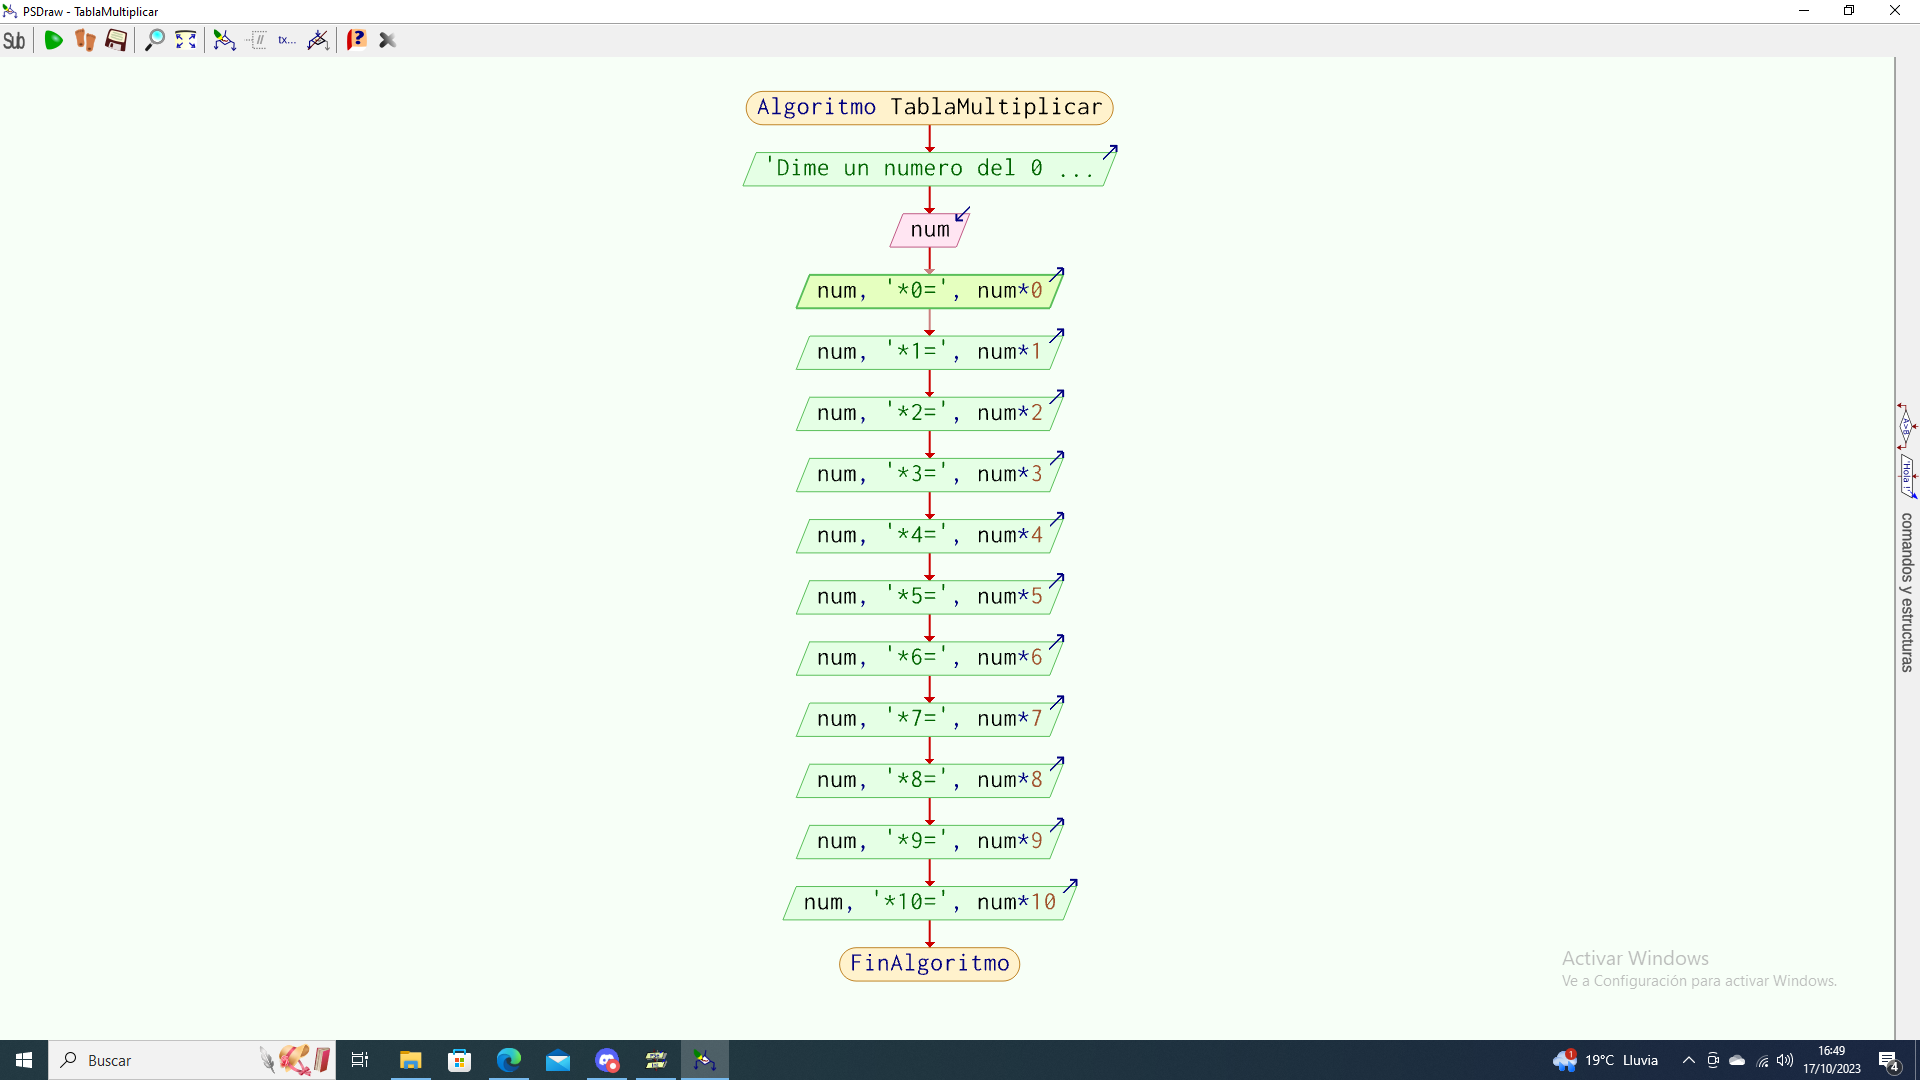 PSDraw - TablaMultiplicar
Sub
tx...
Algoritmo TablaMultiplicar
'Dime un numero del 0 ...
num
num, '*0=', num*0
num, '*1=', num*1
num, '*2=', num*2
num, '*3=', num*3
num, '*4=', num*4
num, '*5=', num*5
num, '*6=', num*6
num, '*7=', num*7
num, '*8=', num*8
num, '*9=', num*9
num, '*10=', num*10
FinAlgoritmo
A>B
'Hola !'
comandos y estructuras
Activar Windows
Ve a Configuración para activar Windows.
Buscar
1
19°C Lluvia
16:49
17/10/2023
4